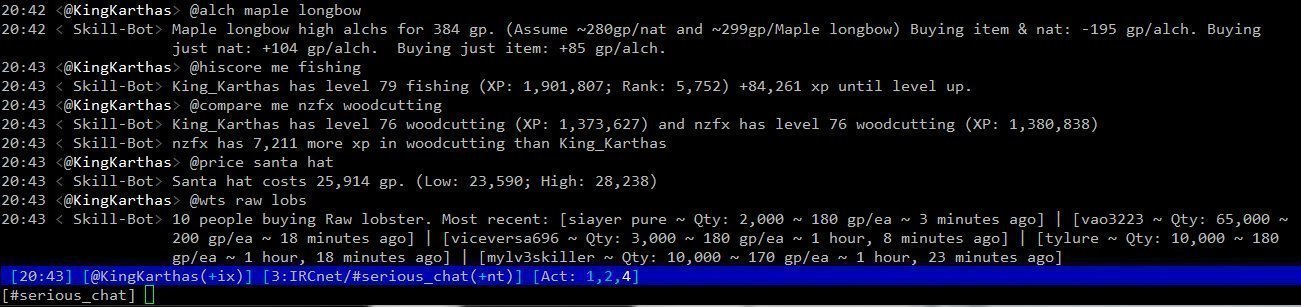 20:42 <@KingKarthas> @alch maple longbow
20:42 < Skill-Bot> Maple longbow high alchs for 384 gp. (Assume ~280gp/nat and ~299gp/Maple longbow) Buying item & nat: -195 gp/alch. Buying
just nat: +104 gp/alch.  Buying just item: +85 gp/alch.
20:43 <@KingKarthas> @hiscore me fishing
20:43 < Skill-Bot> King_Karthas has level 79 fishing (XP: 1,901,807; Rank: 5,752) +84,261 xp until level up.
20:43 <@KingKarthas> @compare me nzfx woodcutting
20:43 < Skill-Bot> King_Karthas has level 76 woodcutting (XP: 1,373,627) and nzfx has level 76 woodcutting (XP: 1,380,838)
20:43 < Skill-Bot> nzfx has 7,211 more xp in woodcutting than King_Karthas
20:43 <@KingKarthas> @price santa hat
20:43 < Skill-Bot> Santa hat costs 25,914 gp. (Low: 23,590; High: 28,238)
20:43 <@KingKarthas> @wts raw lobs
20:43 < Skill-Bot> 10 people buying Raw lobster. Most recent: [siayer pure ~ Qty: 2,000 ~ 180 gp/ea ~ 3 minutes ago] | [vao3223 ~ Qty: 65,000 ~
200 gp/ea ~ 18 minutes ago] | [viceversa696 ~ Qty: 3,000 ~ 180 gp/ea ~ 1 hour, 8 minutes ago] | [tylure ~ Qty: 10,000 ~ 180
gp/ea ~ 1 hour, 18 minutes ago] | [mylv3skiller ~ Qty: 10,000 ~ 170 gp/ea ~ 1 hour, 23 minutes ago]
[20:43] [@KingKarthas(+ix)] [3:IRCnet/#serious_chat(+nt)] [Act: 1,2,4]
[#serious_chat]